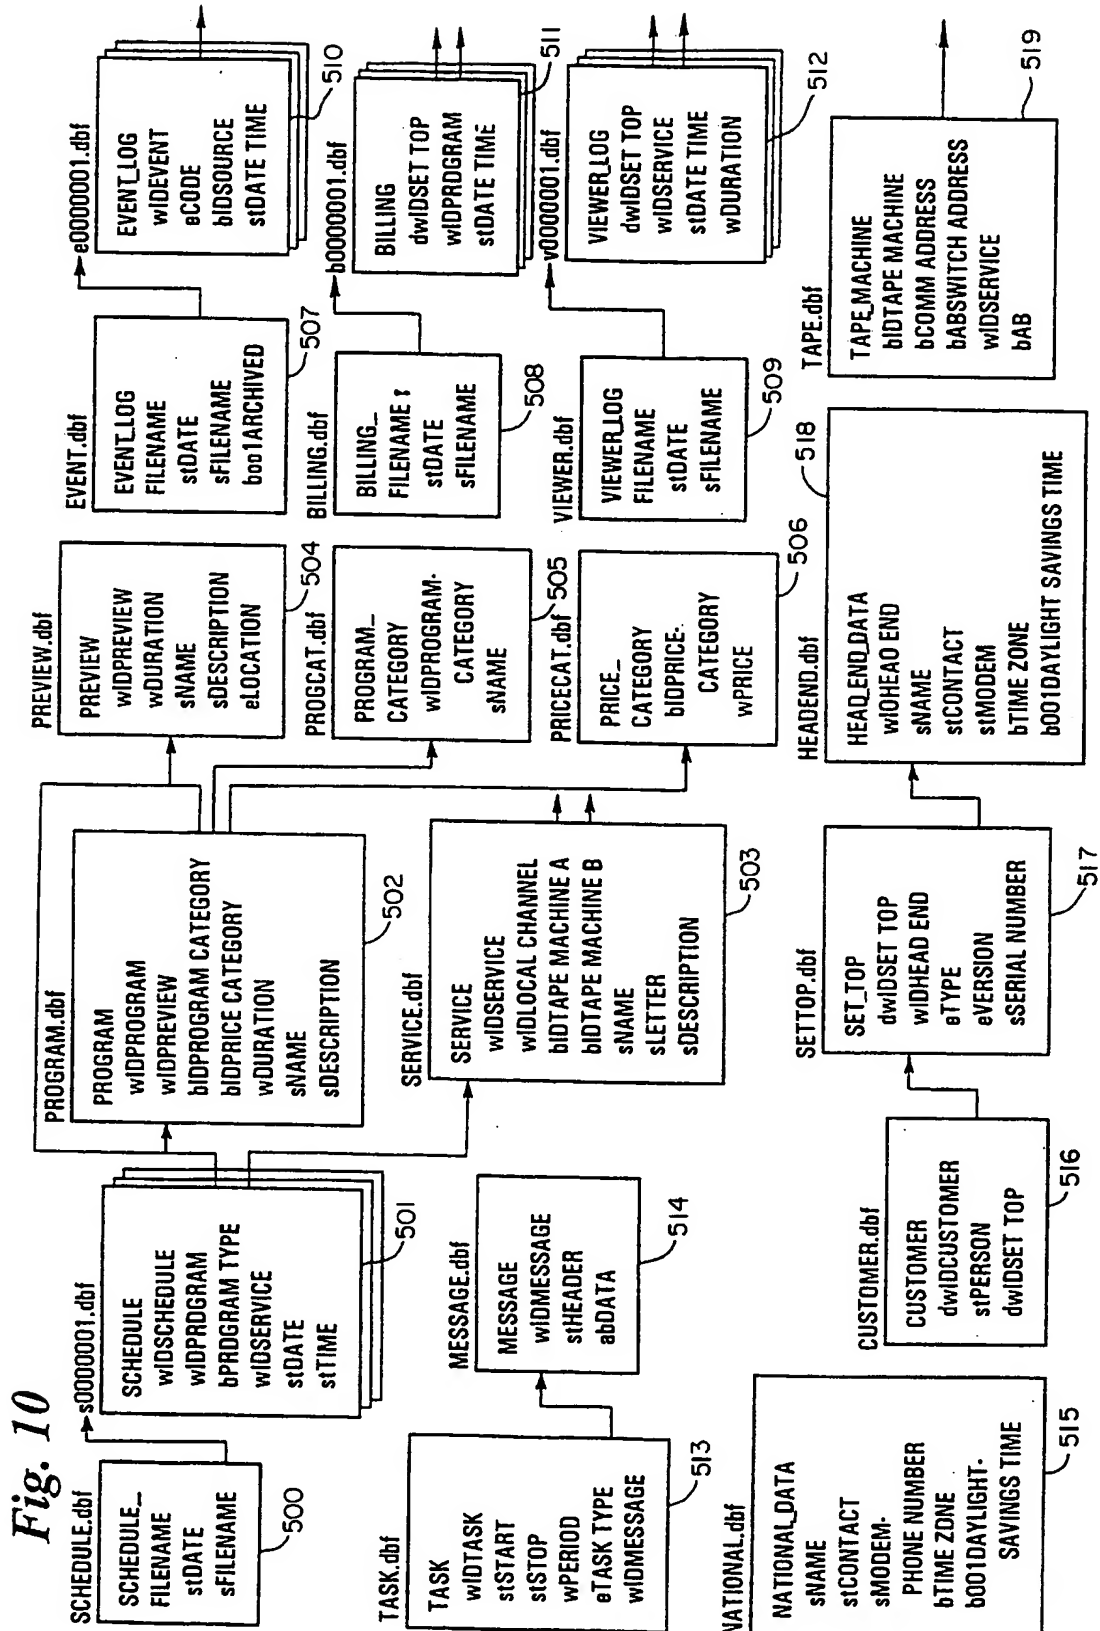 Fig. 10
SCHEDULE.dbf
SCHEDULE_
FILENAME
stDATE
sFILENAME
500
s0000001.dbf
SCHEDULE
wIDSCHEDULE
wIDPRDGRAM
bPRDGRAM TYPE
wIDSERVICE
stDATE
stTIME
501
PROGRAM.dbf
PROGRAM
wIDPROGRAM
wIDPREVIEW
bIDPROGRAM CATEGORY
bIDPRICE CATEGORY
wDURATION
sNAME
sDESCRIPTION
502
PREVIEW.dbf
PREVIEW
wIDPREVIEW
wDURATION
sNAME
sDESCRIPTION
eLOCATION
504
EVENT.dbf
EVENT_LOG
FILENAME
stDATE
sFILENAME
boo1ARCHIVED
507
e0000001.dbf
EVENT_LOG
wIDEVENT
eCODE
bIDSOURCE
stDATE TIME
510
PROGCAT.dbf
PROGRAM_
CATEGORY
wIDPROGRAM-
CATEGORY
sNAME
505
BILLING.dbf
BILLING_
FILENAME
stDATE
sFILENAME
508
b0000001.dbf
BILLING
dwIDSET TOP
wIDPRDGRAM
stDATE TIME
511
TASK.dbf
TASK
wIDTASK
stSTART
stSTOP
wPERIOD
eTASK TYPE
wIDMESSAGE
513
MESSAGE.dbf
MESSAGE
wIDMESSAGE
stHEADER
abDATA
514
SERVICE.dbf
SERVICE
wIDSERVICE
wIDLOCAL CHANNEL
bIDTAPE MACHINE A
bIDTAPE MACHINE B
sNAME
sLETTER
sDESCRIPTION
503
PRICECAT.dbf
PRICE_
CATEGORY
bIDPRICE-
CATEGORY
wPRICE
506
VIEWER.dbf
VIEWER_LOG
FILENAME
stDATE
sFILENAME
509
v0000001.dbf
VIEWER_LOG
dwIDSET TOP
wIDSERVICE
stDATE TIME
wDURATION
512
NATIONAL.dbf
NATIONAL_DATA
sNAME
stCONTACT
sMODEM-
PHONE NUMBER
bTIME ZDNE
b001DAYLIGHT-
SAVINGS TIME
515
CUSTOMER.dbf
CUSTOMER
dwIDCUSTOMER
stPERSON
dwIDSET TOP
516
SETTOP.dbf
SET_TOP
dwIDSET TOP
wIDHEAD END
eTYPE
eVERSION
sSERIAL NUMBER
517
HEADEND.dbf
HEAD_END_DATA
wIOHEAO END
sNAME
stCONTACT
stMODEM
bTIME ZONE
b001DAYLIGHT SAVINGS TIME
518
TAPE.dbf
TAPE_MACHINE
bIDTAPE MACHINE
bCOMM ADDRESS
bABSWITCH ADDRESS
wIDSERVICE
bAB
519